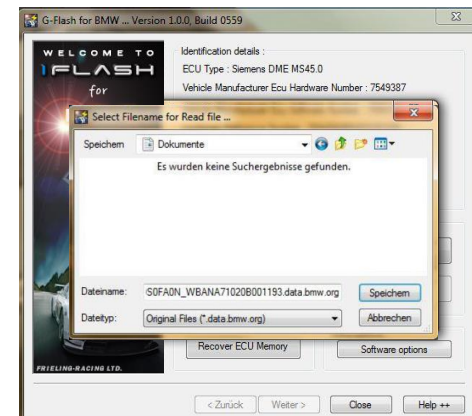 G-Flash for BMW ... Version 1.0.0, Build 0559
WELCOME TO
IFLASH
for
Identification details :
ECU Type : Siemens DME MS45.0
Vehicle Manufacturer Ecu Hardware Number : 7549387
Select Filename for Read file ...
Speichern
Dokumente
Es wurden keine Suchergebnisse gefunden.
Dateiname:
S0FA0N_WBANA71020B001193.data.bmw.org
Speichern
Dateityp:
Original Files (*.data.bmw.org)
Abbrechen
Recover ECU Memory
Software options
FRIELING-RACING LTD.
< Zurück
Weiter >
Close
Help ++